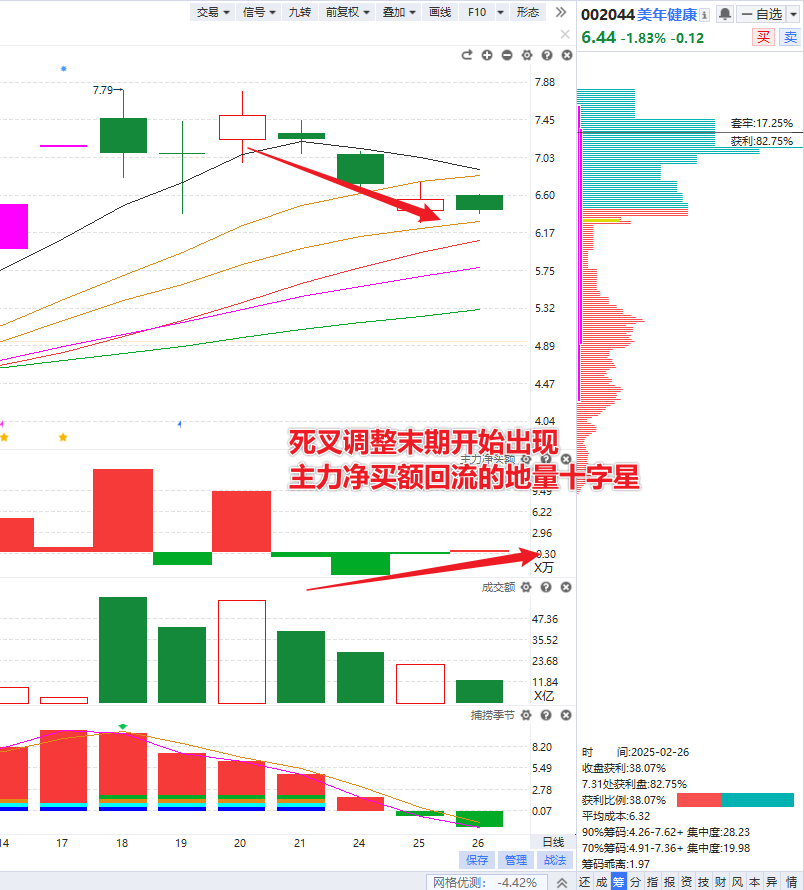 交易 信号 九转 前复权 叠加 画线 F10 形态
002044 美年健康 一 自选
6.44 -1.83% -0.12 买 卖
7.88
7.79
7.45
套牢:17.25%
获利:82.75%
7.03
6.60
6.17
5.75
5.32
4.89
4.47
4.04
死叉调整末期开始出现
主力净买额
主力净买额回流的地量十字星
9.49
6.22
2.96
-0.30
X万
成交额
47.36
35.52
23.68
11.84
X亿
捕捞季节
8.20
5.49
2.78
0.07
时 间:2025-02-26
收盘获利:38.07%
7.31处获利盘:82.75%
获利比例:38.07%
平均成本:6.32
90%筹码:4.26-7.62+ 集中度:28.23
70%筹码:4.91-7.36+ 集中度:19.98
筹码乖离:1.97
14 17 18 19 20 21 24 25 26 日线
保存 管理 战法
网格优测: -4.42%
还 成 筹 分 指 报 资 技 财 风 本 异 情